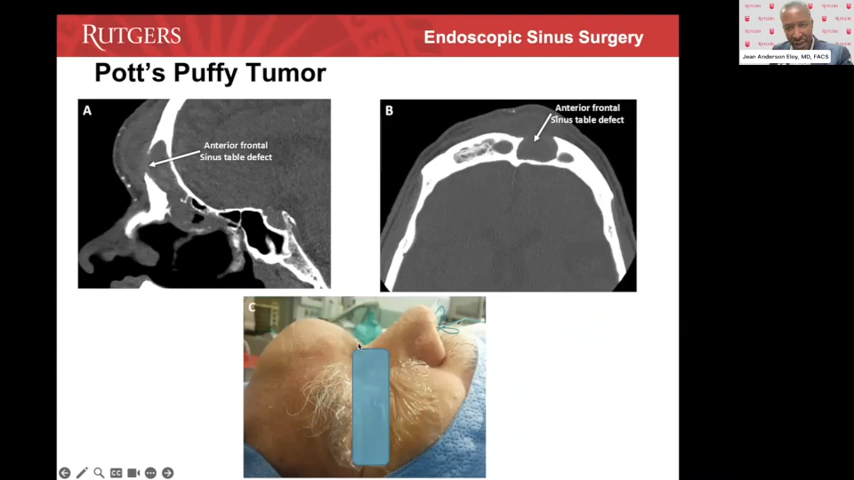 RUTGERS
Endoscopic Sinus Surgery
Pott's Puffy Tumor
A
Anterior frontal
Sinus table defect
B
Anterior frontal
Sinus table defect
C
CC
Jean Anderson Eloy, MD, FACS